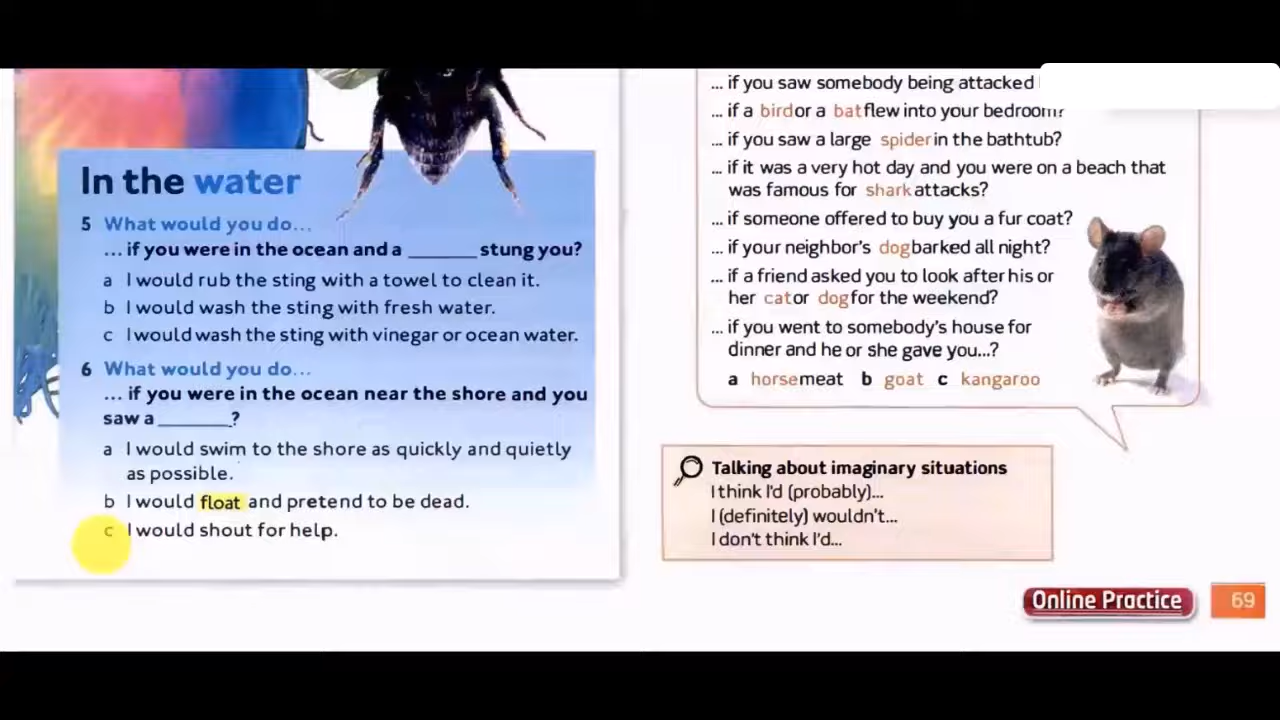 In the water
5 What would you do...
... if you were in the ocean and a _______ stung you?
a I would rub the sting with a towel to clean it.
b I would wash the sting with fresh water.
c I would wash the sting with vinegar or ocean water.
6 What would you do...
... if you were in the ocean near the shore and you
saw a _______?
a I would swim to the shore as quickly and quietly
as possible.
b I would float and pretend to be dead.
c I would shout for help.
... if you saw somebody being attacked
... if a bird or a bat flew into your bedroom?
... if you saw a large spider in the bathtub?
... if it was a very hot day and you were on a beach that
was famous for shark attacks?
... if someone offered to buy you a fur coat?
... if your neighbor's dog barked all night?
... if a friend asked you to look after his or
her cat or dog for the weekend?
... if you went to somebody's house for
dinner and he or she gave you...?
a horsemeat b goat c kangaroo
Talking about imaginary situations
I think I'd (probably)...
I (definitely) wouldn't...
I don't think I'd...
Online Practice 69